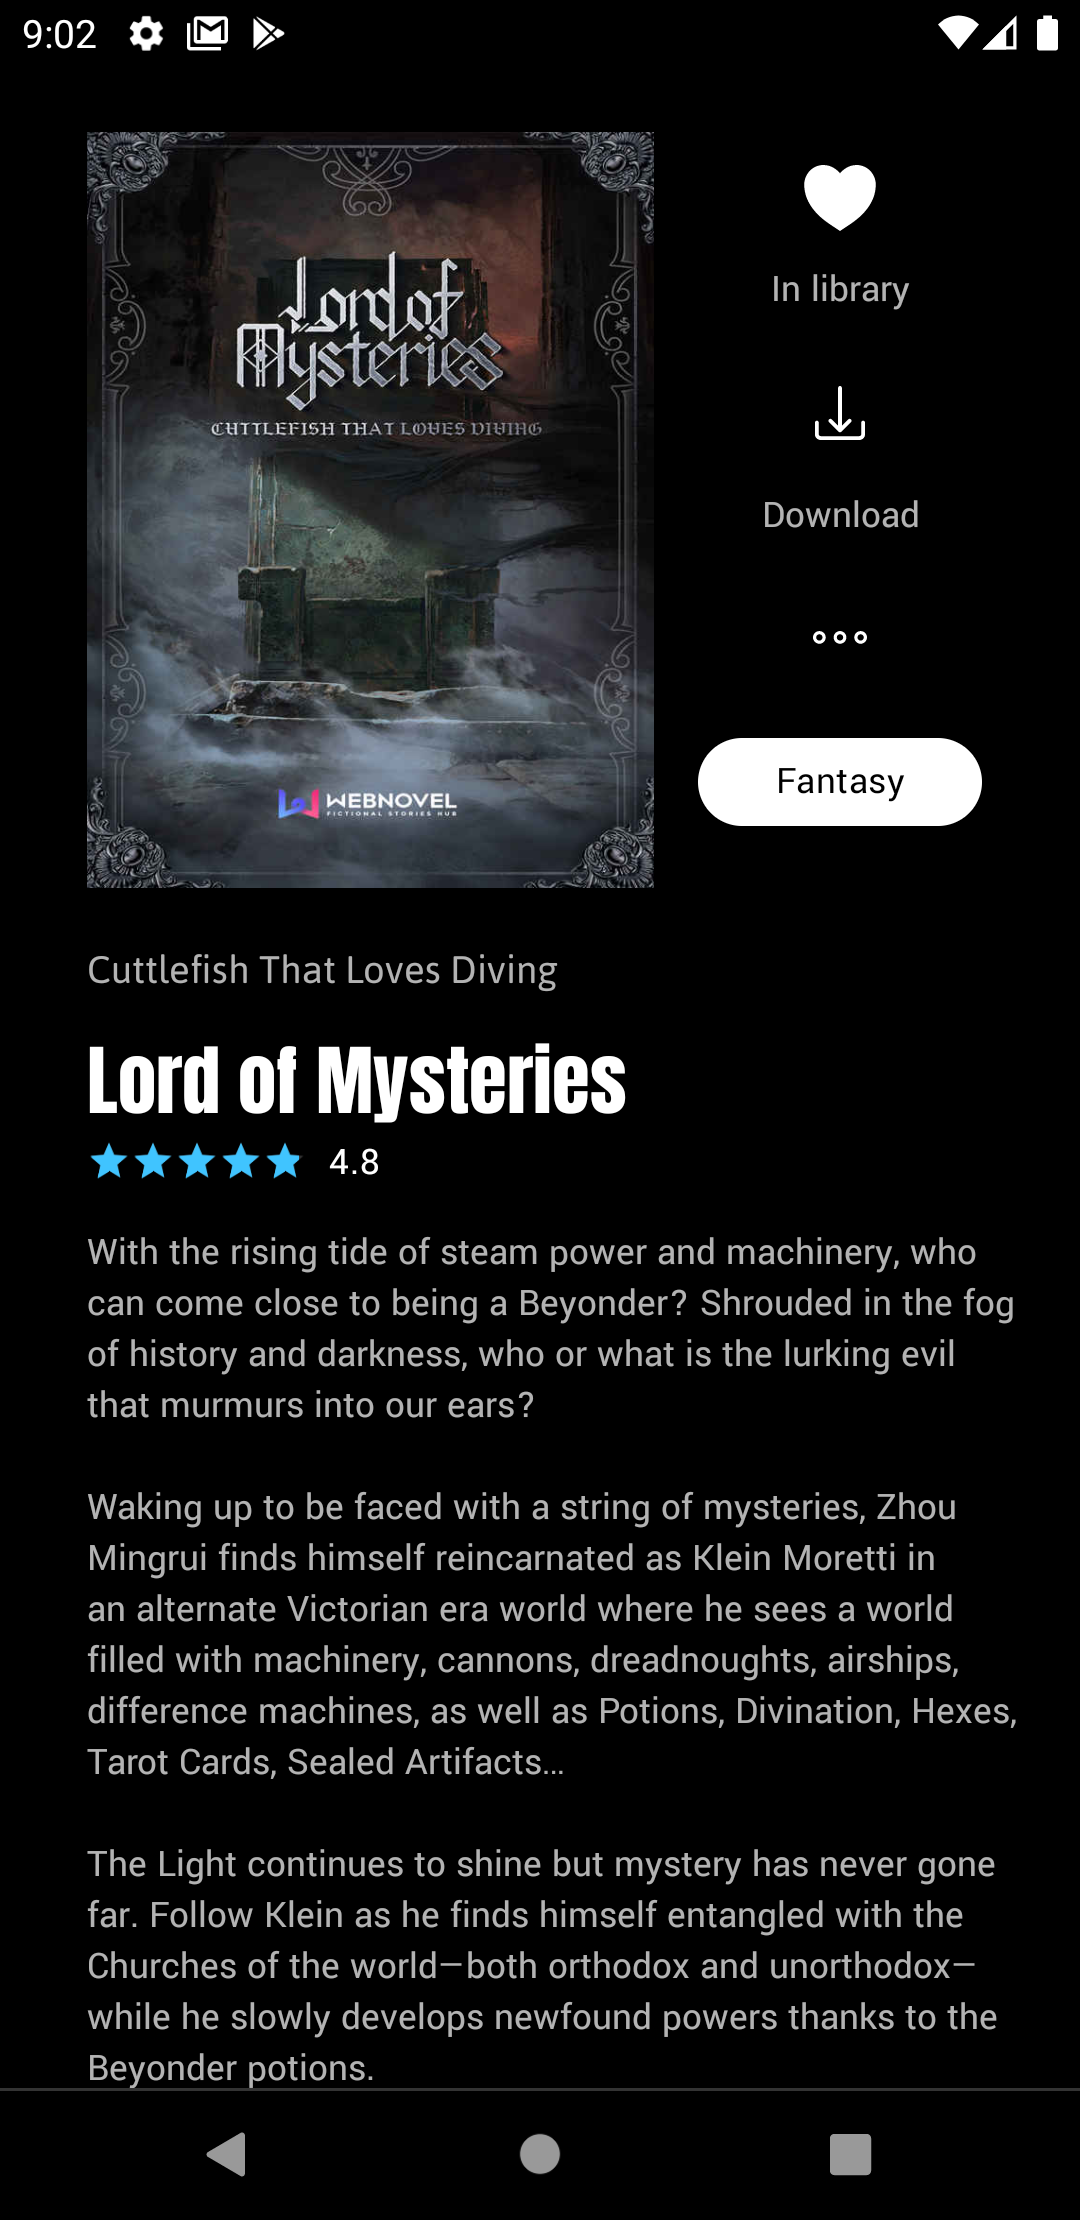 9:02
Lord of
Mysteries
CUTTLEFISH THAT LOVES DIVING
WEBNOVEL
FICTIONAL STORIES HUB
In library
Download
Fantasy
Cuttlefish That Loves Diving
Lord of Mysteries
4.8
With the rising tide of steam power and machinery, who
can come close to being a Beyonder? Shrouded in the fog
of history and darkness, who or what is the lurking evil
that murmurs into our ears?
Waking up to be faced with a string of mysteries, Zhou
Mingrui finds himself reincarnated as Klein Moretti in
an alternate Victorian era world where he sees a world
filled with machinery, cannons, dreadnoughts, airships,
difference machines, as well as Potions, Divination, Hexes,
Tarot Cards, Sealed Artifacts…
The Light continues to shine but mystery has never gone
far. Follow Klein as he finds himself entangled with the
Churches of the world—both orthodox and unorthodox—
while he slowly develops newfound powers thanks to the
Beyonder potions.